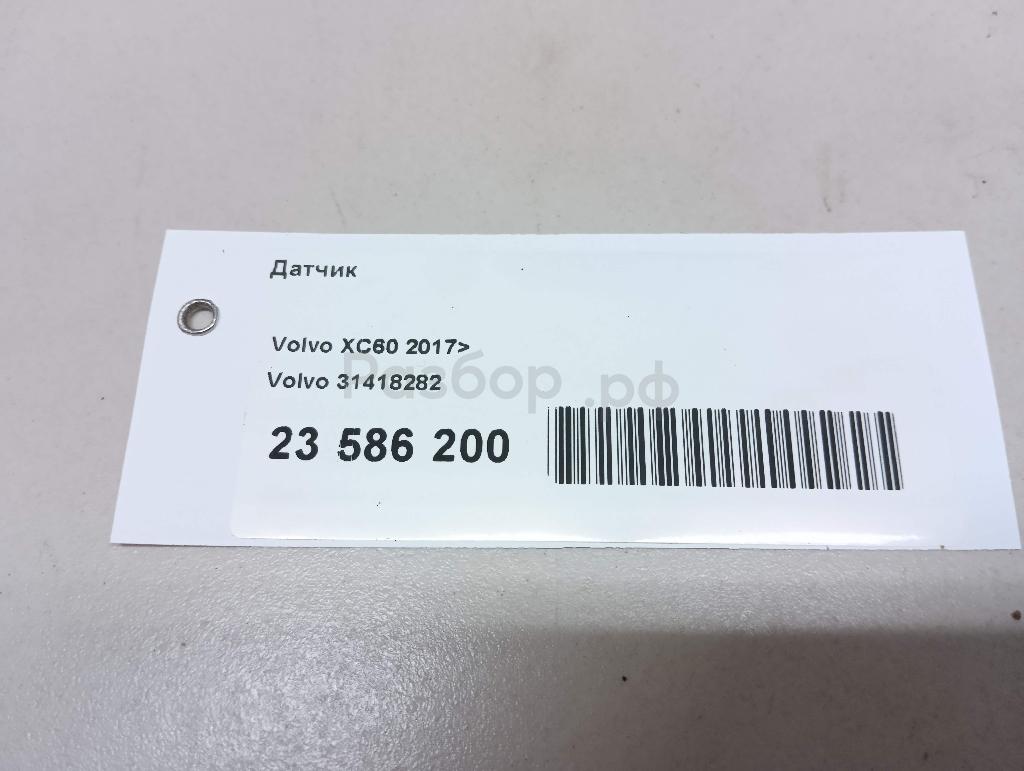 Датчик
Volvo XC60 2017>
Volvo 31418282
Разбор.рф
23 586 200